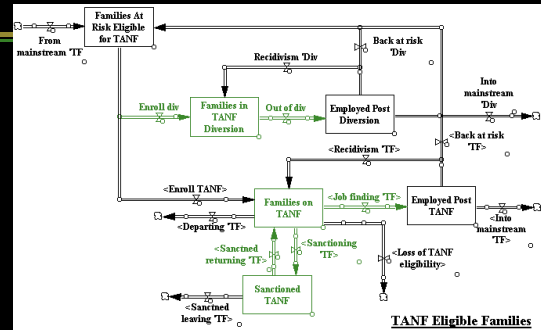 Families At
Risk Eligible
for TANF
From
mainstream 'TF
Back at risk
'Div
Recidivism 'Div
Into
mainstream
'Div
Enroll div
Families in
TANF
Diversion
Out of div
Employed Post
Diversion
<Back at risk
'TF>
<Recidivism 'TF>
<Enroll TANF>
Families on
TANF
<Job finding 'TF>
Employed Post
TANF
<Departing 'TF>
<Into
mainstream
'TF>
<Sanctned
returning 'TF>
<Sanctioning
'TF>
<Loss of TANF
eligibility>
Sanctioned
TANF
<Sanctned
leaving 'TF>
TANF Eligible Families